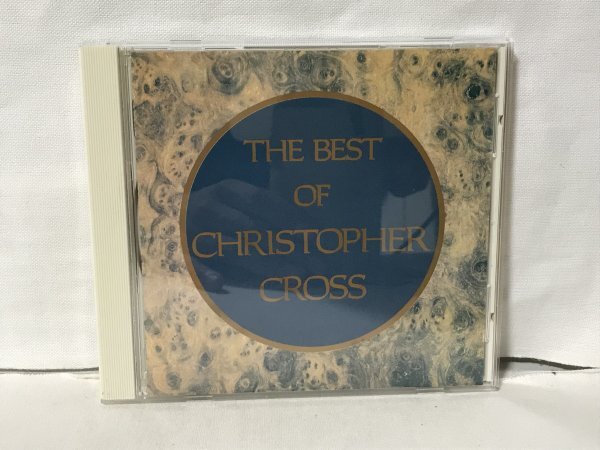 THE BEST
OF
CHRISTOPHER
CROSS